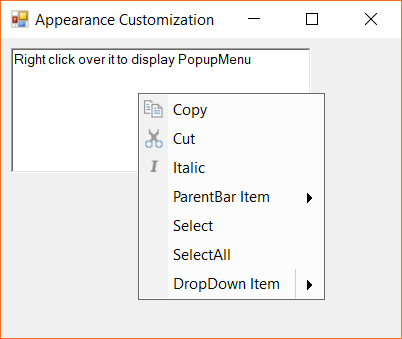 Appearance Customization
Right click over it to display PopupMenu
Copy
Cut
Italic
ParentBar Item
Select
SelectAll
DropDown Item